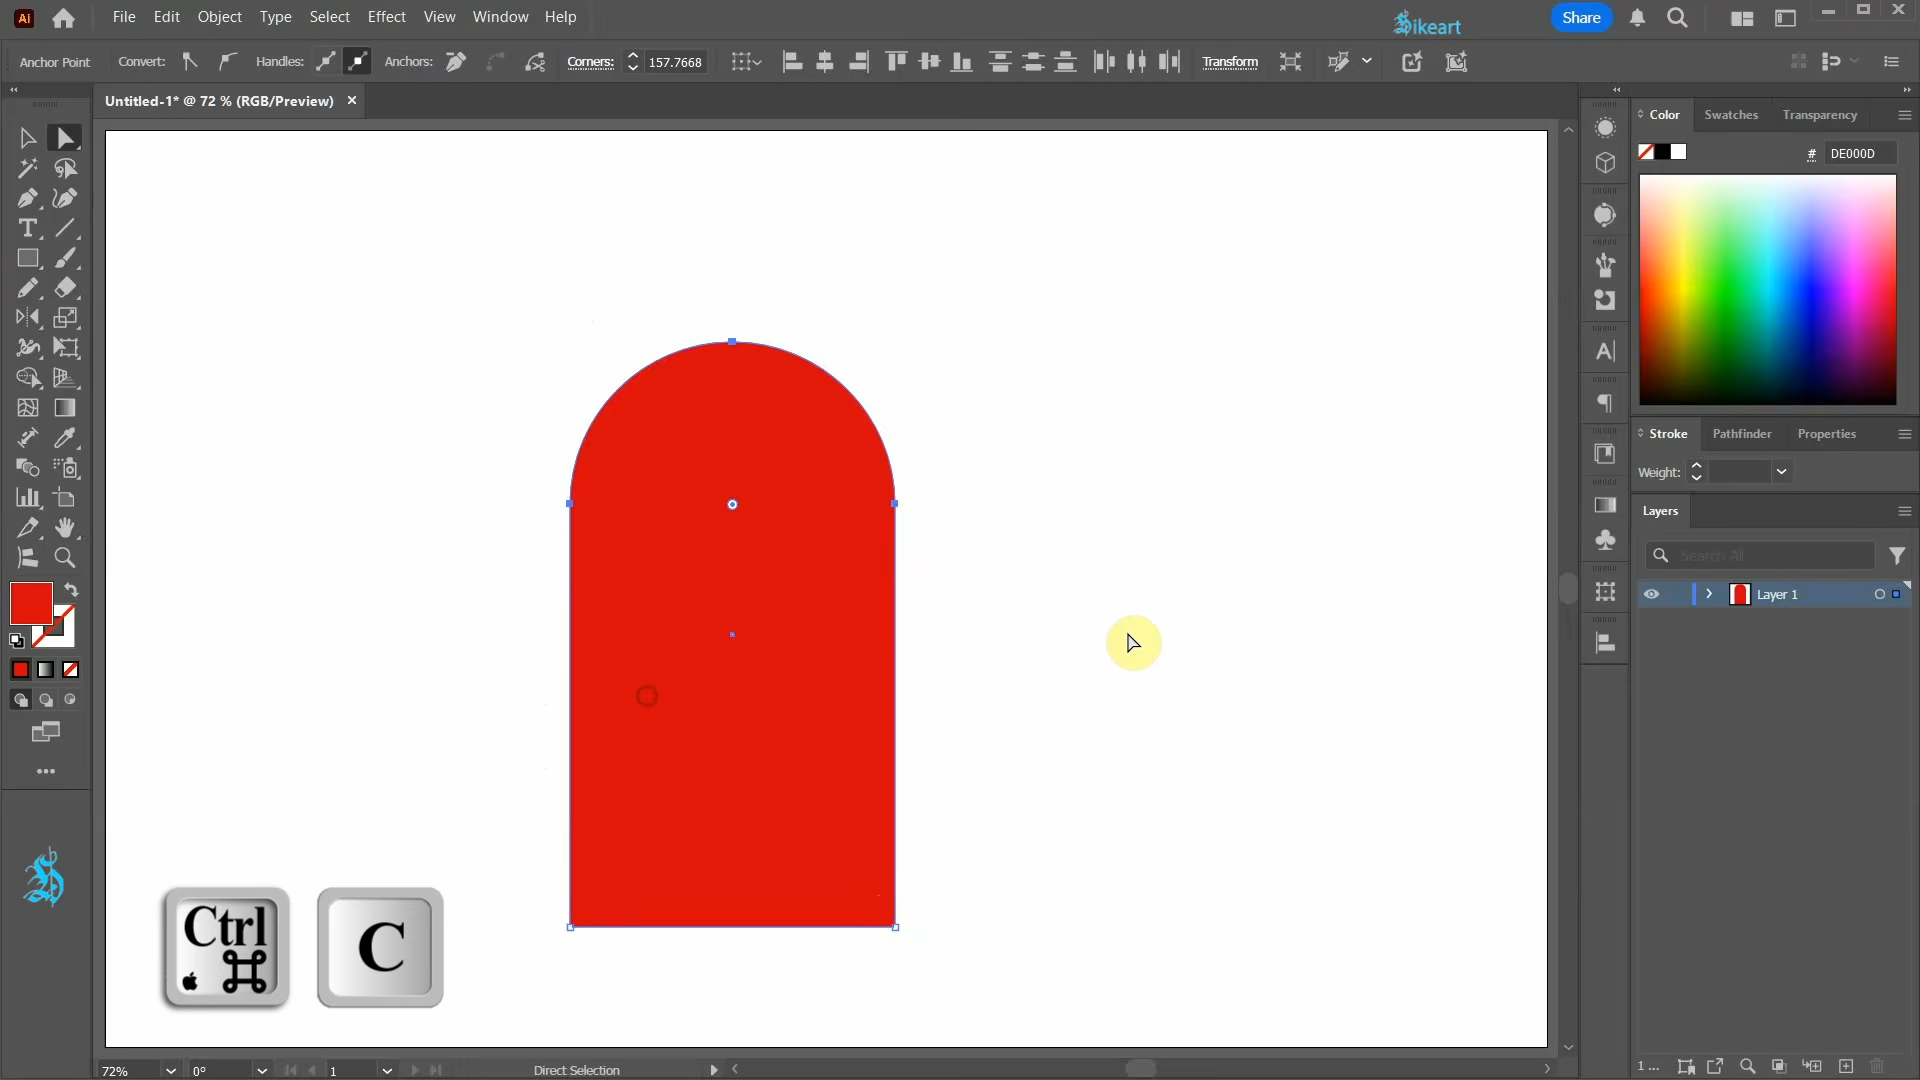 Ai File Edit Object Type Select Effect View Window Help Sikeart Share
Anchor Point Convert: Handles: Anchors: Corners: 157.7668 Transform
Untitled-1* @ 72 % (RGB/Preview) ×
Color Swatches Transparency
# DE000D
Stroke Pathfinder Properties
Weight:
Layers
Search All
Layer 1
Ctrl C
72% 0° 1 Direct Selection 1 ...